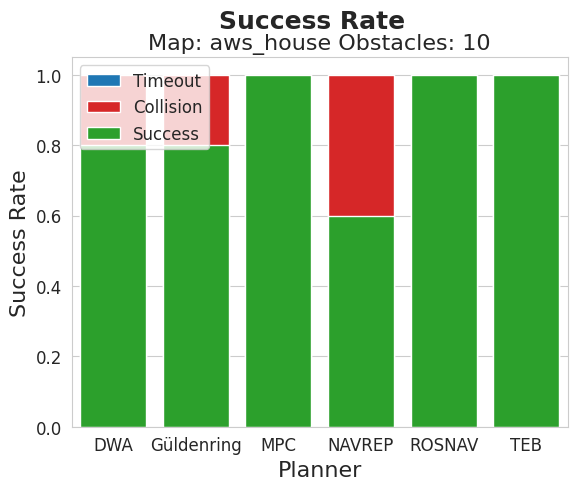 Success Rate
Map: aws_house Obstacles: 10
1.0
0.8
0.6
0.4
0.2
0.0
Success Rate
Timeout
Collision
Success
DWA Güldenring MPC NAVREP ROSNAV TEB
Planner